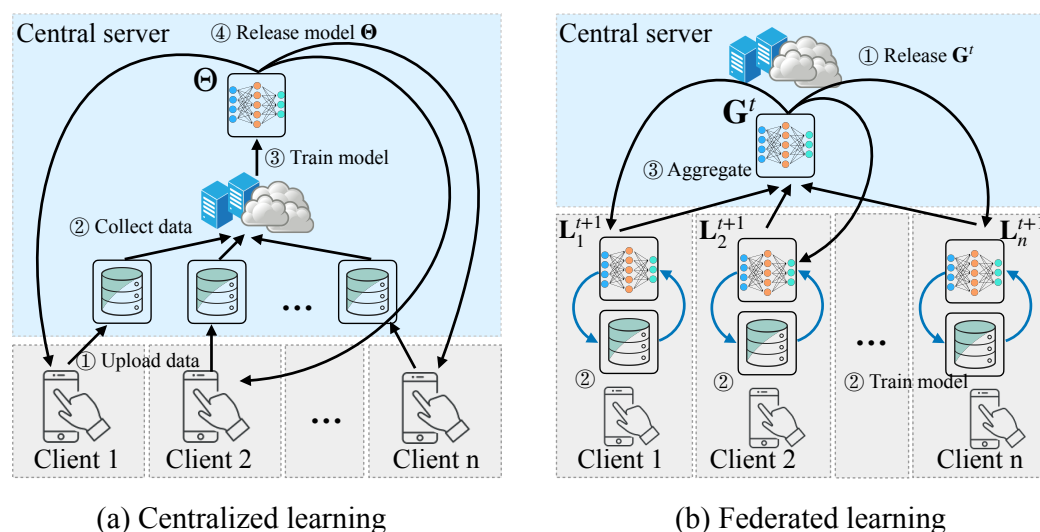 Central server
④ Release model Θ
Θ
③ Train model
② Collect data
...
① Upload data
...
Client 1
Client 2
Client n
(a) Centralized learning
Central server
① Release G^t
G^t
③ Aggregate
L_1^{t+1}
L_2^{t+1}
L_n^{t+1}
...
②
②
② Train model
Client 1
Client 2
Client n
(b) Federated learning